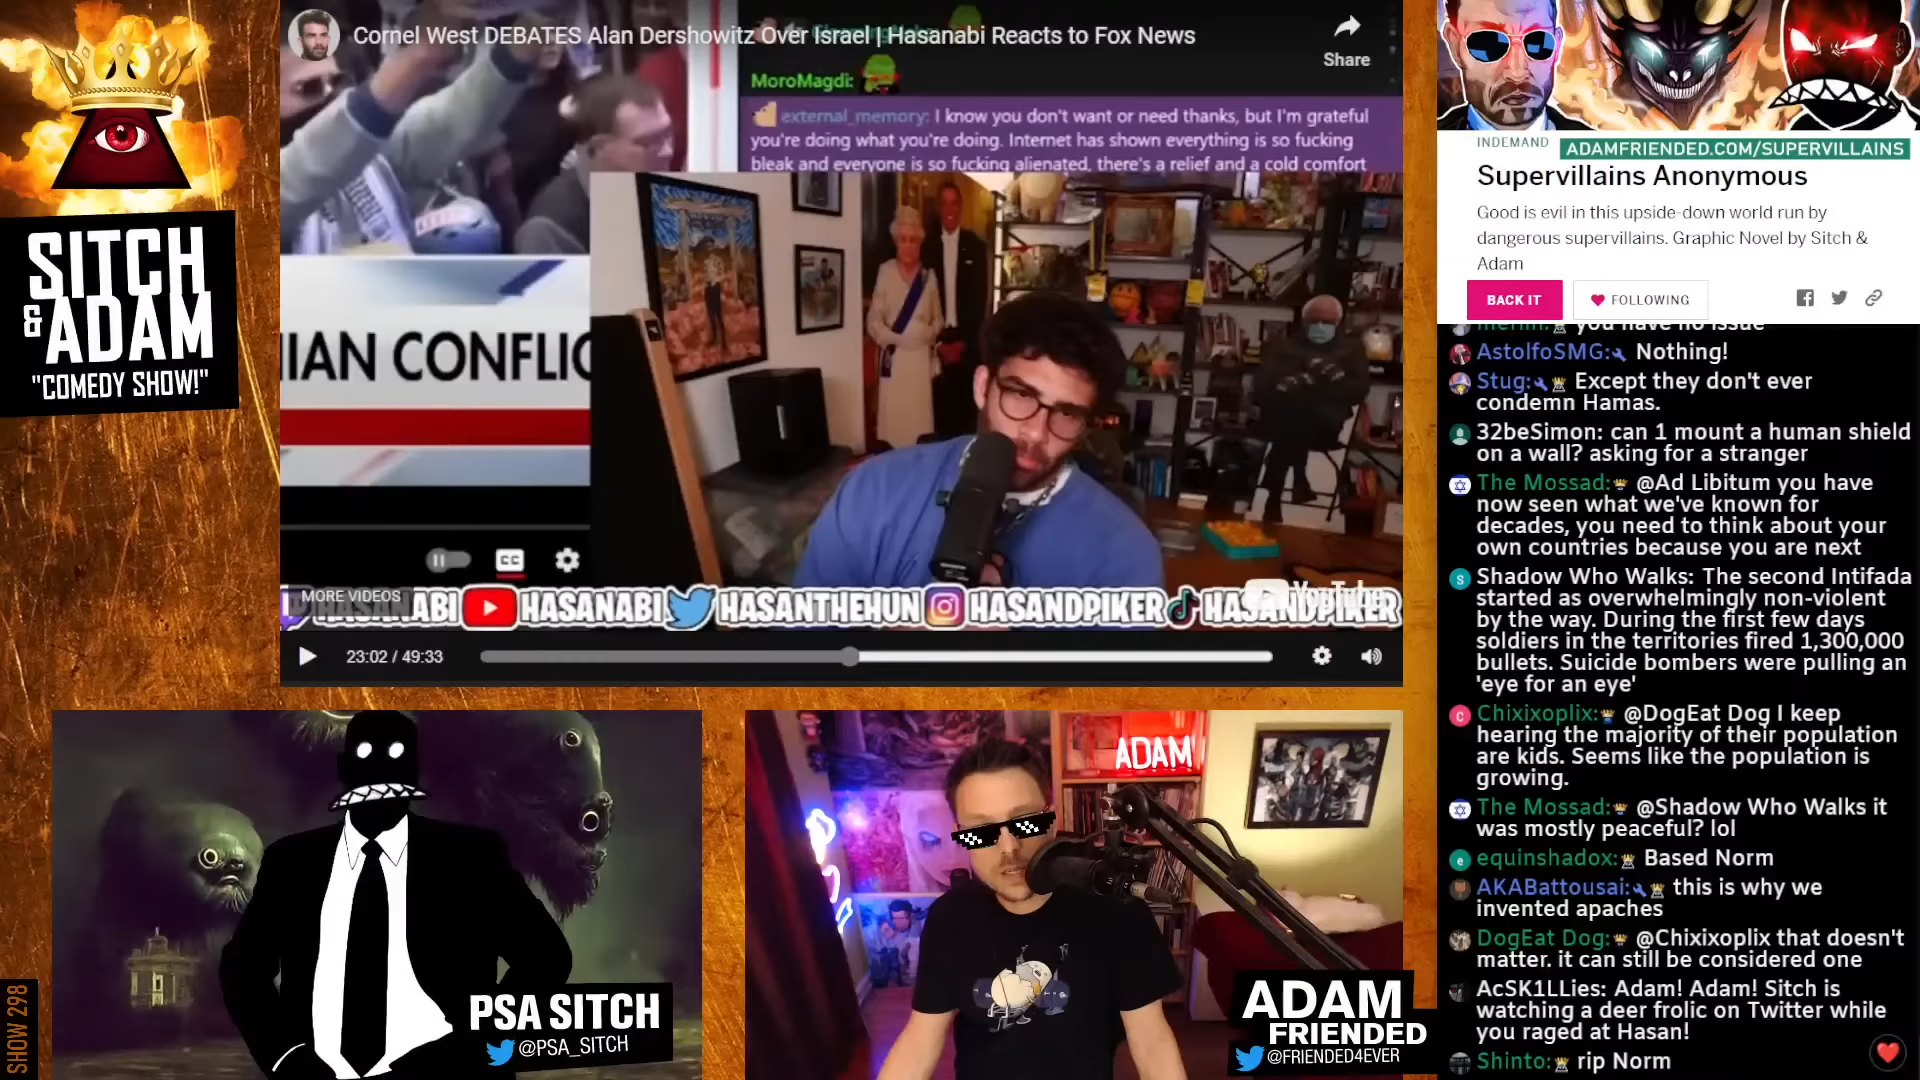 Cornel West DEBATES Alan Dershowitz Over Israel | Hasanabi Reacts to Fox News
Share
MoroMagdi:
external_memory: I know you don't want or need thanks, but I'm grateful
you're doing what you're doing. Internet has shown everything is so fucking
bleak and everyone is so fucking alienated, there's a relief and a cold comfort
SITCH
& ADAM
"COMEDY SHOW!"
IAN CONFLIC
CC
MORE VIDEOS
ABI
HASANABI
HASANTHEHUN
HASANDPIKER
HASANDPIKER
YouTube
23:02 / 49:33
ADAM
PSA SITCH
@PSA_SITCH
ADAM
FRIENDED
@FRIENDED4EVER
SHOW 298
INDEMAND
ADAMFRIENDED.COM/SUPERVILLAINS
Supervillains Anonymous
Good is evil in this upside-down world run by
dangerous supervillains. Graphic Novel by Sitch &
Adam
BACK IT
FOLLOWING
you have no issue
AstolfoSMG: Nothing!
Stug: Except they don't ever
condemn Hamas.
32beSimon: can 1 mount a human shield
on a wall? asking for a stranger
The Mossad: @Ad Libitum you have
now seen what we've known for
decades, you need to think about your
own countries because you are next
S
Shadow Who Walks: The second Intifada
started as overwhelmingly non-violent
by the way. During the first few days
soldiers in the territories fired 1,300,000
bullets. Suicide bombers were pulling an
'eye for an eye'
C
Chixixoplix: @DogEat Dog I keep
hearing the majority of their population
are kids. Seems like the population is
growing.
The Mossad: @Shadow Who Walks it
was mostly peaceful? lol
e
equinshadox: Based Norm
AKABattousai: this is why we
invented apaches
DogEat Dog: @Chixixoplix that doesn't
matter. it can still be considered one
AcSK1LLies: Adam! Adam! Sitch is
watching a deer frolic on Twitter while
you raged at Hasan!
Shinto: rip Norm